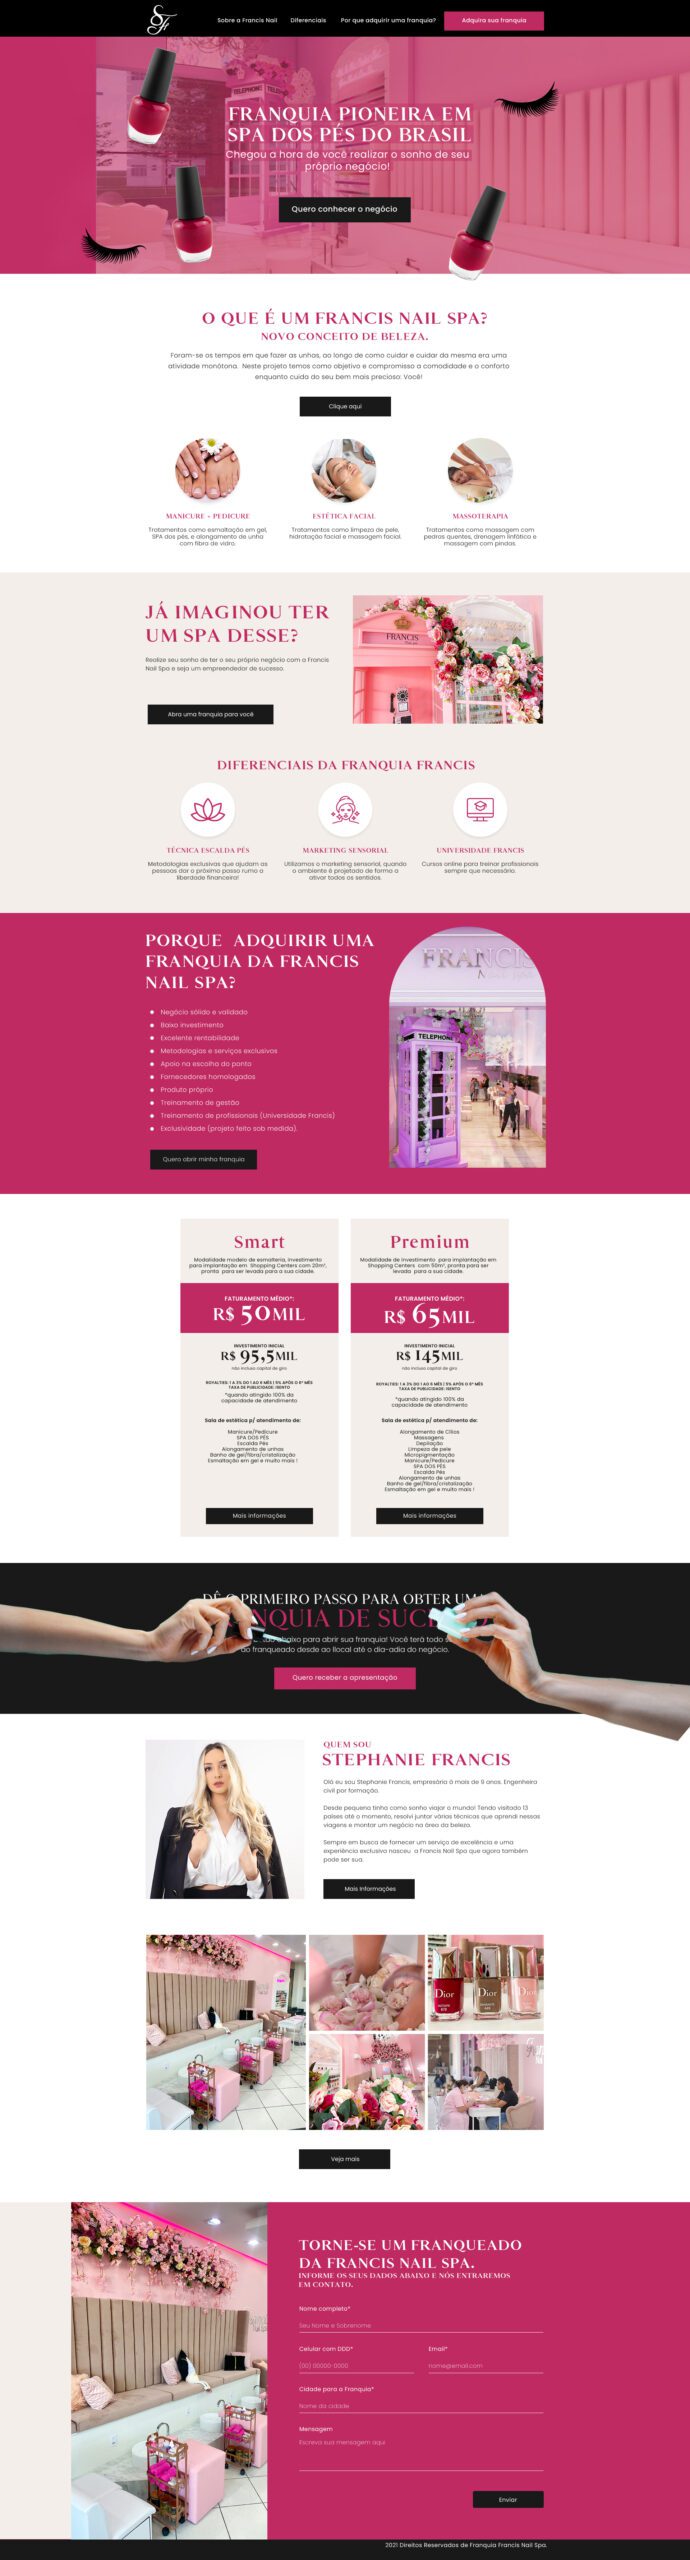 SF
Sobre a Francis Nail
Diferenciais
Por que adquirir uma franquia?
Adquira sua franquia
TELEPHONE
TELE
FRANQUIA PIONEIRA EM
SPA DOS PÉS DO BRASIL
Chegou a hora de você realizar o sonho de seu
próprio negócio!
Quero conhecer o negócio
O QUE É UM FRANCIS NAIL SPA?
NOVO CONCEITO DE BELEZA.
Foram-se os tempos em que fazer as unhas, ao longo de como cuidar e cuidar da mesma era uma
atividade monótona. Neste projeto temos como objetivo e compromisso a comodidade e o conforto
enquanto cuida do seu bem mais precioso: Você!
Clique aqui
MANICURE + PEDICURE
Tratamentos como esmaltação em gel,
SPA dos pés, e alongamento de unha
com fibra de vidro.
ESTÉTICA FACIAL
Tratamentos como limpeza de pele,
hidratação facial e massagem facial.
MASSOTERAPIA
Tratamentos como massagem com
pedras quentes, drenagem linfática e
massagem com pindas.
JÁ IMAGINOU TER
UM SPA DESSE?
Realize seu sonho de ter o seu próprio negócio com a Francis
Nail Spa e seja um empreendedor de sucesso.
Abra uma franquia para você
FRANCIS
DIFERENCIAIS DA FRANQUIA FRANCIS
TÉCNICA ESCALDA PÉS
Metodologias exclusivas que ajudam as
pessoas dar o próximo passo rumo a
liberdade financeira!
MARKETING SENSORIAL
Utilizamos o marketing sensorial, quando
o ambiente é projetado de forma a
ativar todos os sentidos.
UNIVERSIDADE FRANCIS
Cursos online para treinar profissionais
sempre que necessário.
PORQUE ADQUIRIR UMA
FRANQUIA DA FRANCIS
NAIL SPA?
Negócio sólido e validado
Baixo investimento
Excelente rentabilidade
Metodologias e serviços exclusivos
Apoio na escolha do ponto
Fornecedores homologados
Produto próprio
Treinamento de gestão
Treinamento de profissionais (Universidade Francis)
Exclusividade (projeto feito sob medida).
Quero abrir minha franquia
FRANCIS
Nail SPA
TELEPHONE
Smart
Modalidade modelo de esmalteria, investimento
para implantação em Shopping Centers com 20m²,
pronta para ser levada para a sua cidade.
FATURAMENTO MÉDIO*:
R$ 50MIL
INVESTIMENTO INICIAL
R$ 95,5MIL
não incluso capital de giro
ROYALTIES: 1 A 3% DO 1 AO 6 MÊS | 5% APÓS O 6º MÊS
TAXA DE PUBLICIDADE: ISENTO
*quando atingido 100% da
capacidade de atendimento
Sala de estética p/ atendimento de:
Manicure/Pedicure
SPA DOS PÉS
Escalda Pés
Alongamento de unhas
Banho de gel/fibra/cristalização
Esmaltação em gel e muito mais !
Mais informações
Premium
Modalidade de Investimento para implantação em
Shopping Centers com 50m², pronta para ser
levada para a sua cidade.
FATURAMENTO MÉDIO*:
R$ 65MIL
INVESTIMENTO INICIAL
R$ 145MIL
não incluso capital de giro
ROYALTIES: 1 A 3% DO 1 AO 6 MÊS | 5% APÓS O 6º MÊS
TAXA DE PUBLICIDADE: ISENTO
*quando atingido 100% da
capacidade de atendimento
Sala de estética p/ atendimento de:
Alongamento de Cílios
Massagens
Depilação
Limpeza de pele
Micropigmentação
Manicure/Pedicure
SPA DOS PÉS
Escalda Pés
Alongamento de unhas
Banho de gel/fibra/cristalização
Esmaltação em gel e muito mais !
Mais informações
DÊ O PRIMEIRO PASSO PARA OBTER UMA
NQUIA DE SUC
abaixo para abrir sua franquia! Você terá todo
ao franqueado desde ao llocal até o dia-adia do negócio.
Quero receber a apresentação
QUEM SOU
STEPHANIE FRANCIS
Olá eu sou Stephanie Francis, empresária à mais de 9 anos. Engenheira
civil por formação.
Desde pequena tinha como sonho viajar o mundo! Tendo visitado 13
países até o momento, resolvi juntar várias técnicas que aprendi nessas
viagens e montar um negócio na área da beleza.
Sempre em busca de fornecer um serviço de excelência e uma
experiência exclusiva nasceu a Francis Nail Spa que agora também
pode ser sua.
Mais Informações
Dior
Dior
Dior
Veja mais
TORNE-SE UM FRANQUEADO
DA FRANCIS NAIL SPA.
INFORME OS SEUS DADOS ABAIXO E NÓS ENTRAREMOS
EM CONTATO.
Nome completo*
Seu Nome e Sobrenome
Celular com DDD*
Email*
(00) 00000-0000
nome@email.com
Cidade para a Franquia*
Nome da cidade
Mensagem
Escreva sua mensagem aqui
Enviar
2021 Direitos Reservados de Franquia Francis Nail Spa.